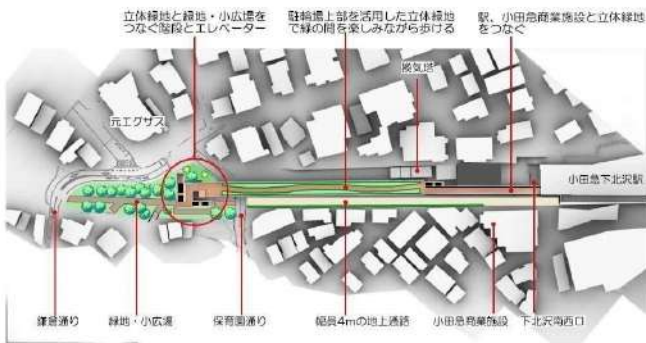 立体緑地と緑地・小広場を
つなぐ階段とエレベーター
駐輪場上部を活用した立体緑地
で緑の間を楽しみながら歩ける
駅、小田急商業施設と立体緑地
をつなぐ
換気塔
元エグザス
小田急下北沢駅
鎌倉通り
緑地・小広場
保育園通り
幅員4mの地上通路
小田急商業施設
下北沢南西口